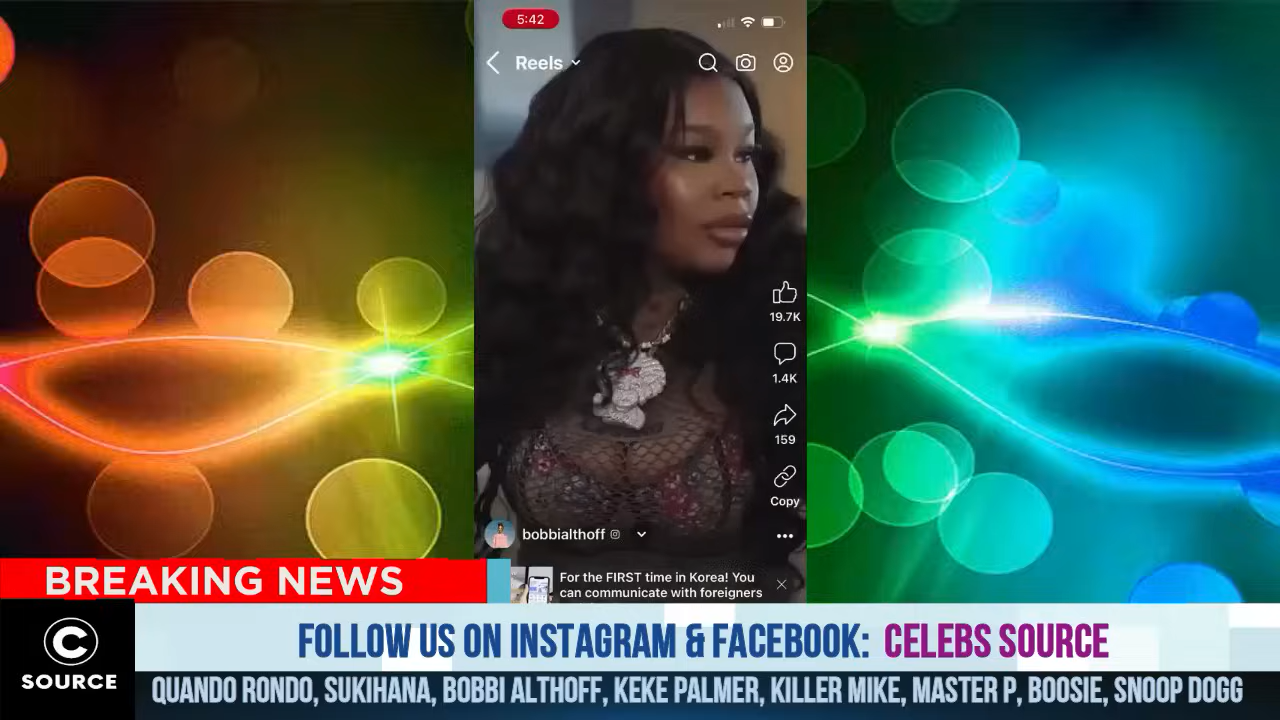 5:42
Reels
19.7K
1.4K
159
Copy
bobbialthoff
For the FIRST time in Korea! You
can communicate with foreigners
BREAKING NEWS
C
SOURCE
FOLLOW US ON INSTAGRAM & FACEBOOK: CELEBS SOURCE
QUANDO RONDO, SUKIHANA, BOBBI ALTHOFF, KEKE PALMER, KILLER MIKE, MASTER P, BOOSIE, SNOOP DOGG